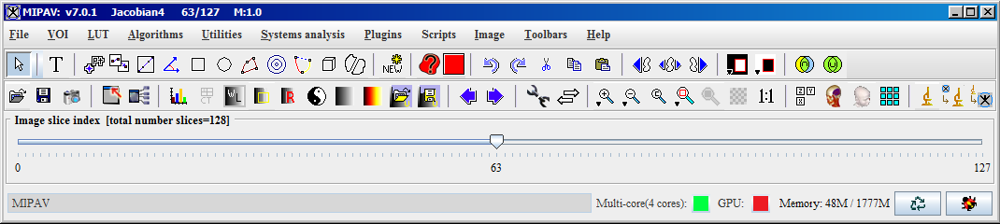 MIPAV: v7.0.1 Jacobian4 63/127 M:1.0
File VOI LUT Algorithms Utilities Systems analysis Plugins Scripts Image Toolbars Help
T NEW
CT WL R 1:1 Z Y
Image slice index [total number slices=128]
0 63 127
MIPAV Multi-core(4 cores): GPU: Memory: 48M / 1777M